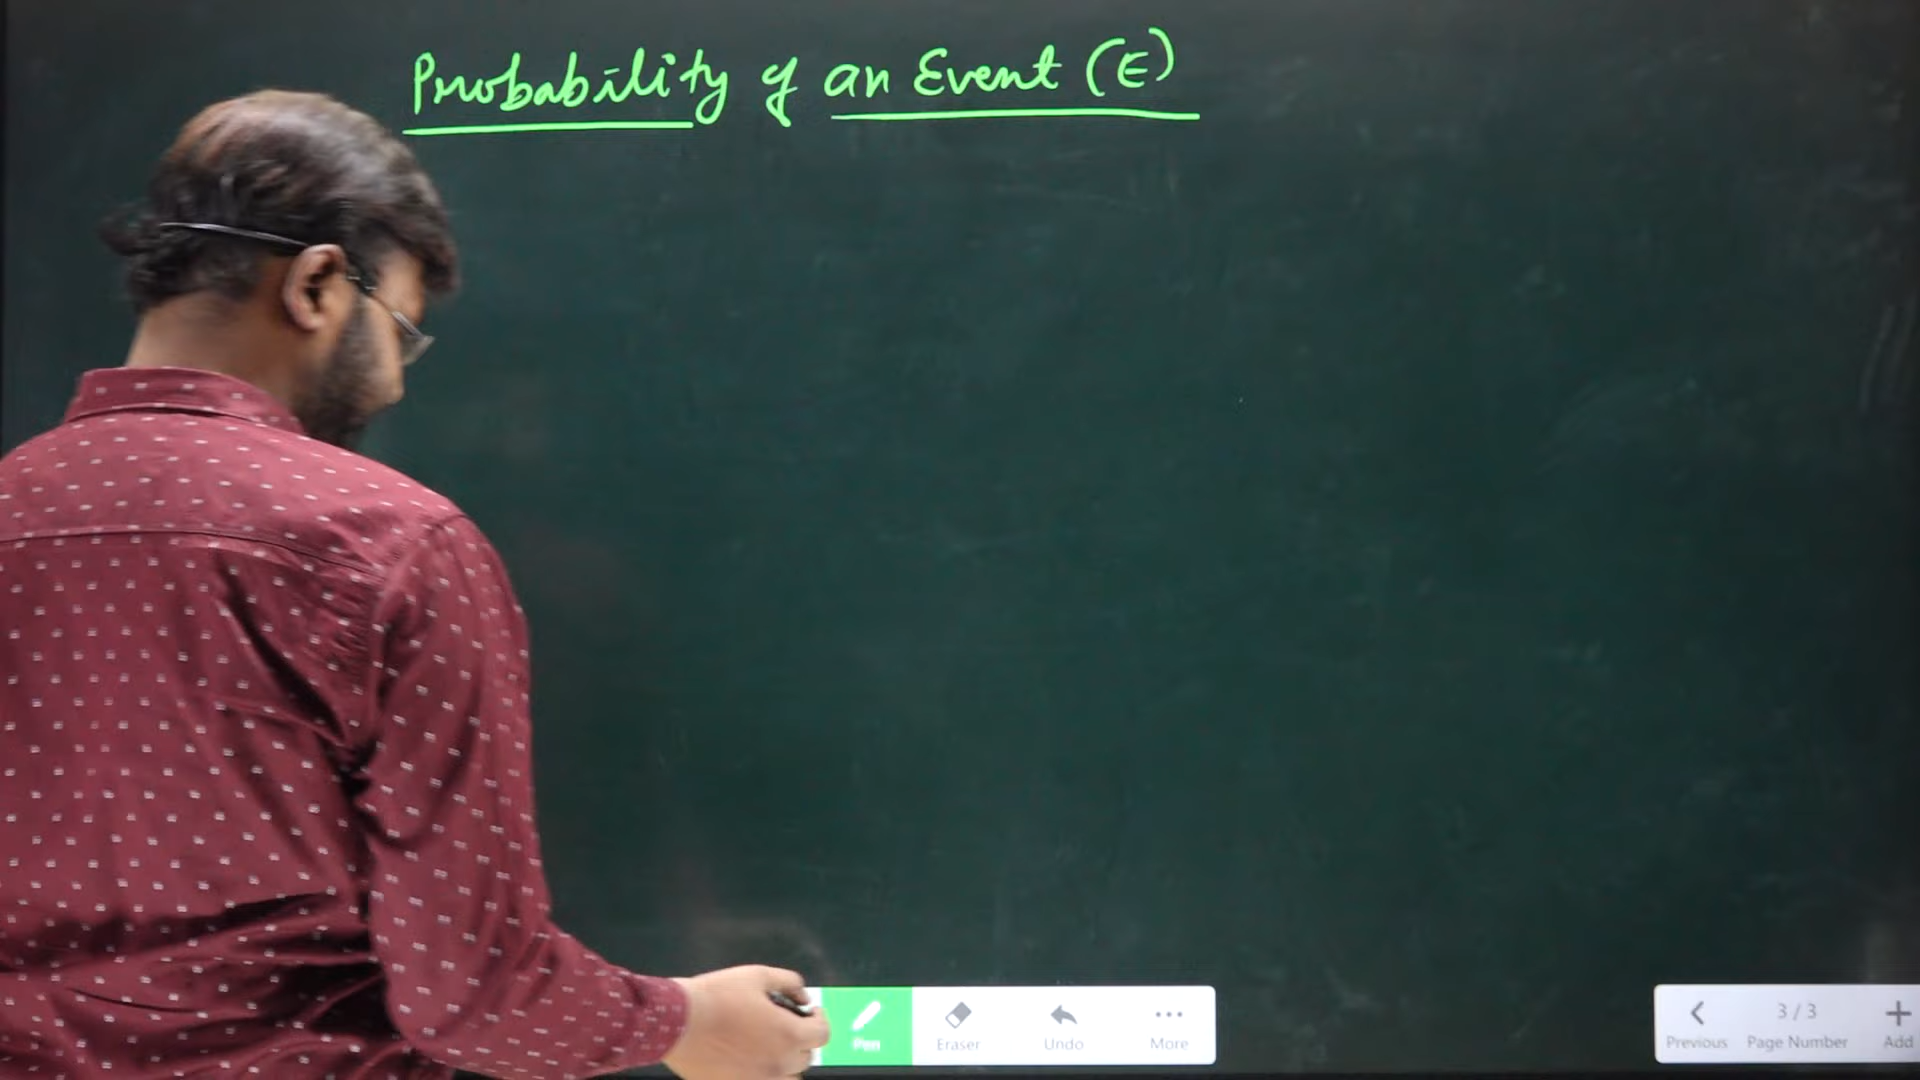 Probability of an Event (E)
Pen Eraser Undo More
Previous 3 / 3 Page Number Add